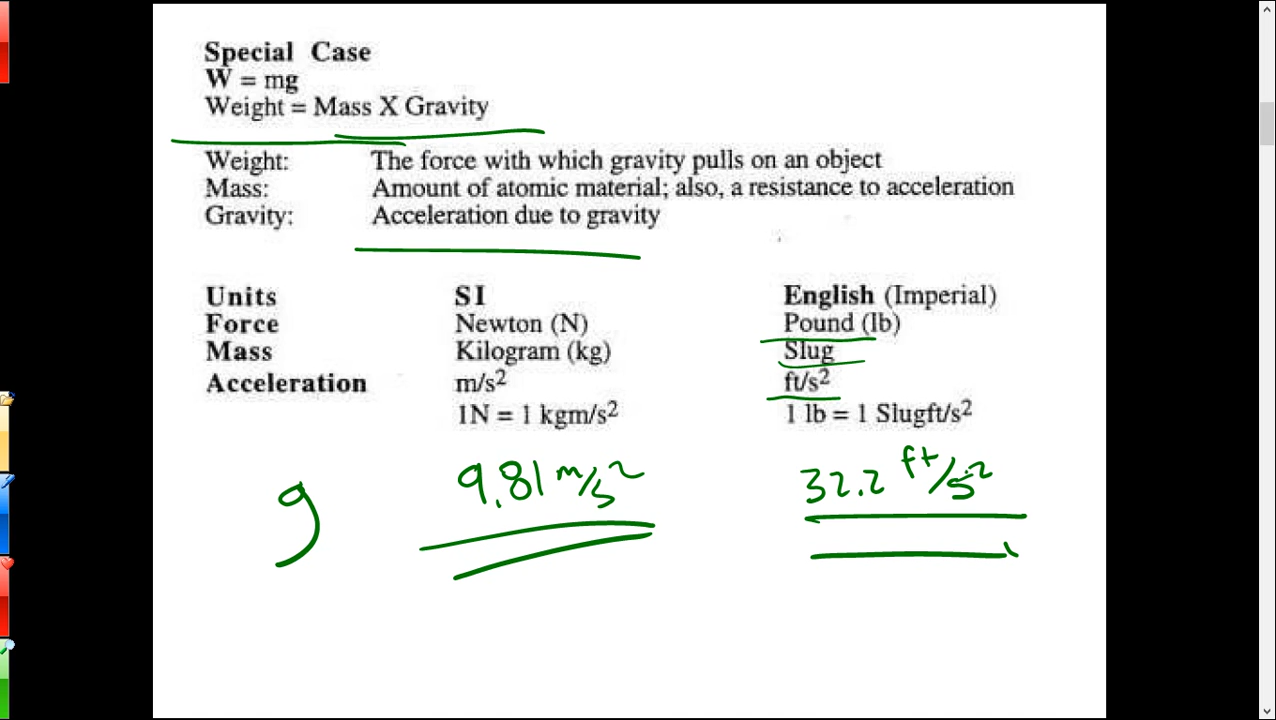 Special Case
W = mg
Weight = Mass X Gravity
Weight: The force with which gravity pulls on an object
Mass: Amount of atomic material; also, a resistance to acceleration
Gravity: Acceleration due to gravity
Units SI English (Imperial)
Force Newton (N) Pound (lb)
Mass Kilogram (kg) Slug
Acceleration m/s² ft/s²
1N = 1 kgm/s² 1 lb = 1 Slugft/s²
g 9.81 m/s² 32.2 ft/s²